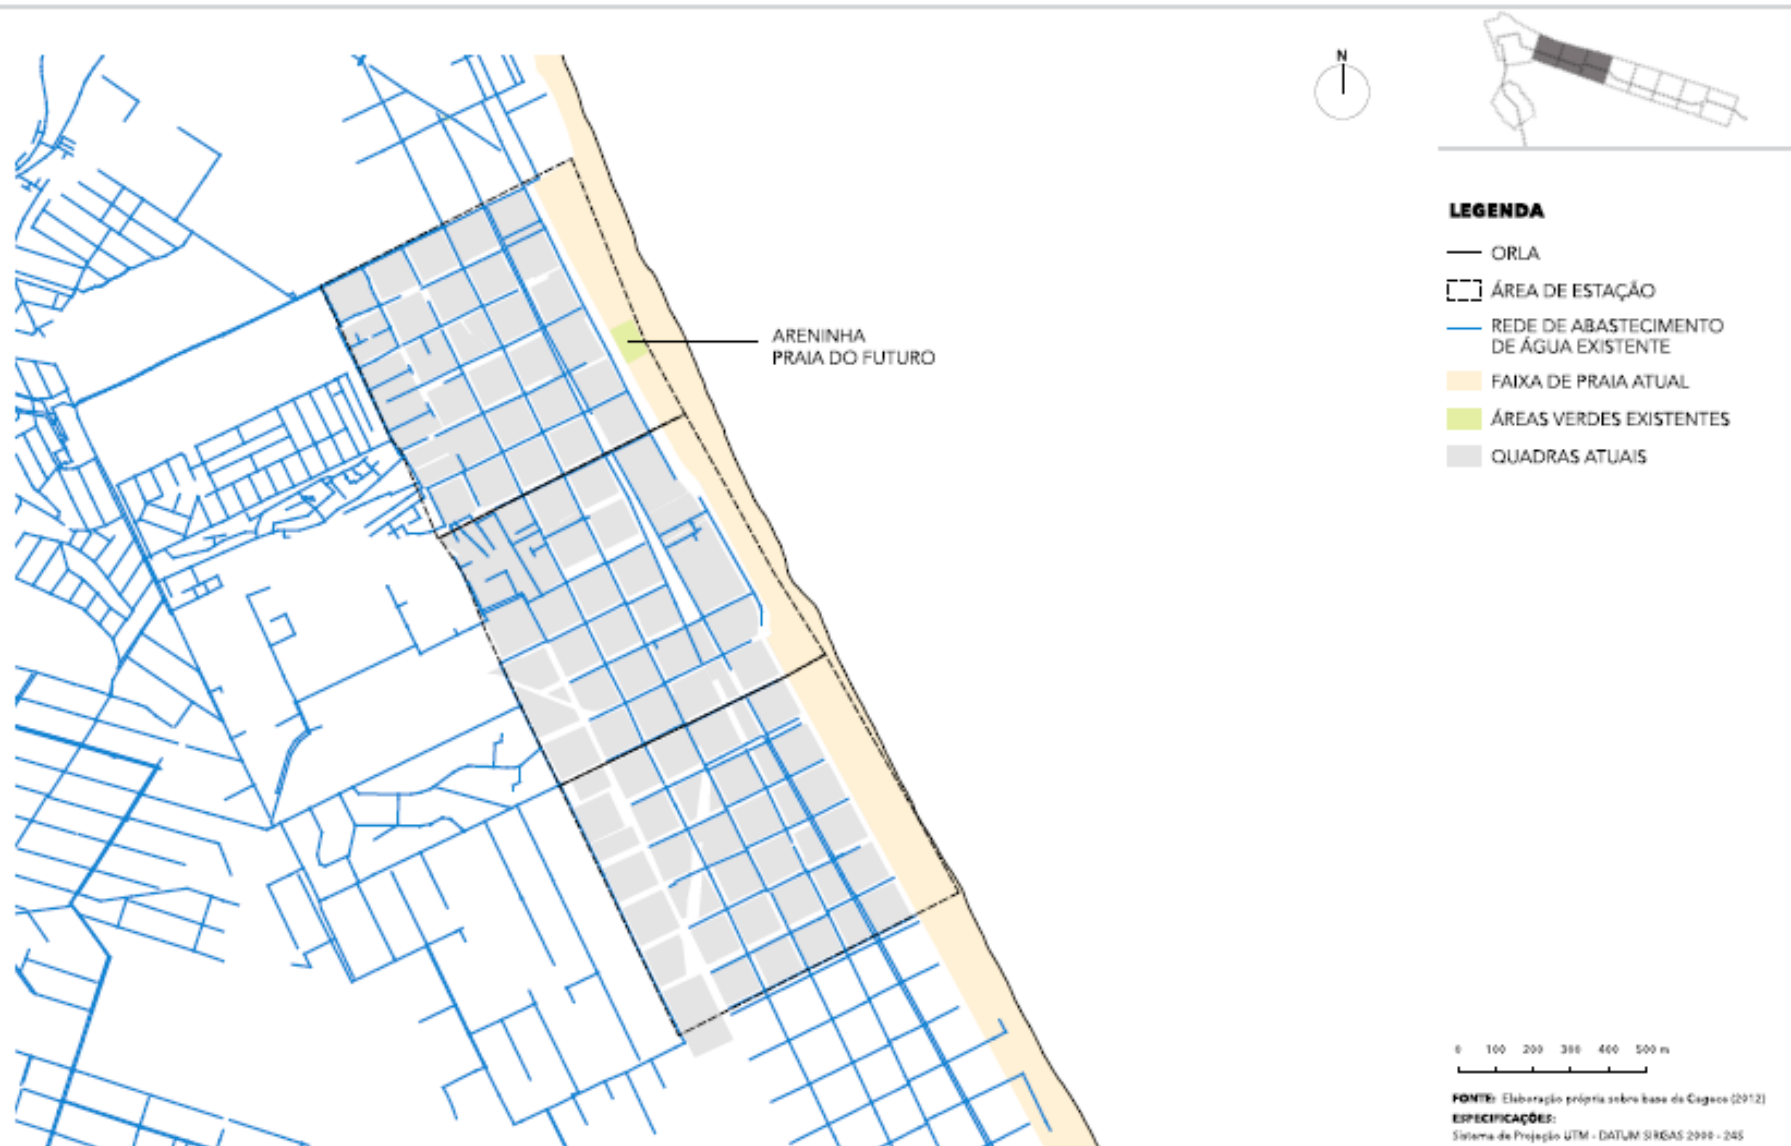 N
LEGENDA
ORLA
ÁREA DE ESTAÇÃO
REDE DE ABASTECIMENTO
DE ÁGUA EXISTENTE
FAIXA DE PRAIA ATUAL
ÁREAS VERDES EXISTENTES
QUADRAS ATUAIS
ARENINHA
PRAIA DO FUTURO
0 100 200 300 400 500 m
FONTE: Elaboração própria sobre base da Cagece (2012)
ESPECIFICAÇÕES:
Sistema de Projeção UTM - DATUM SIRGAS 2000 - 24S